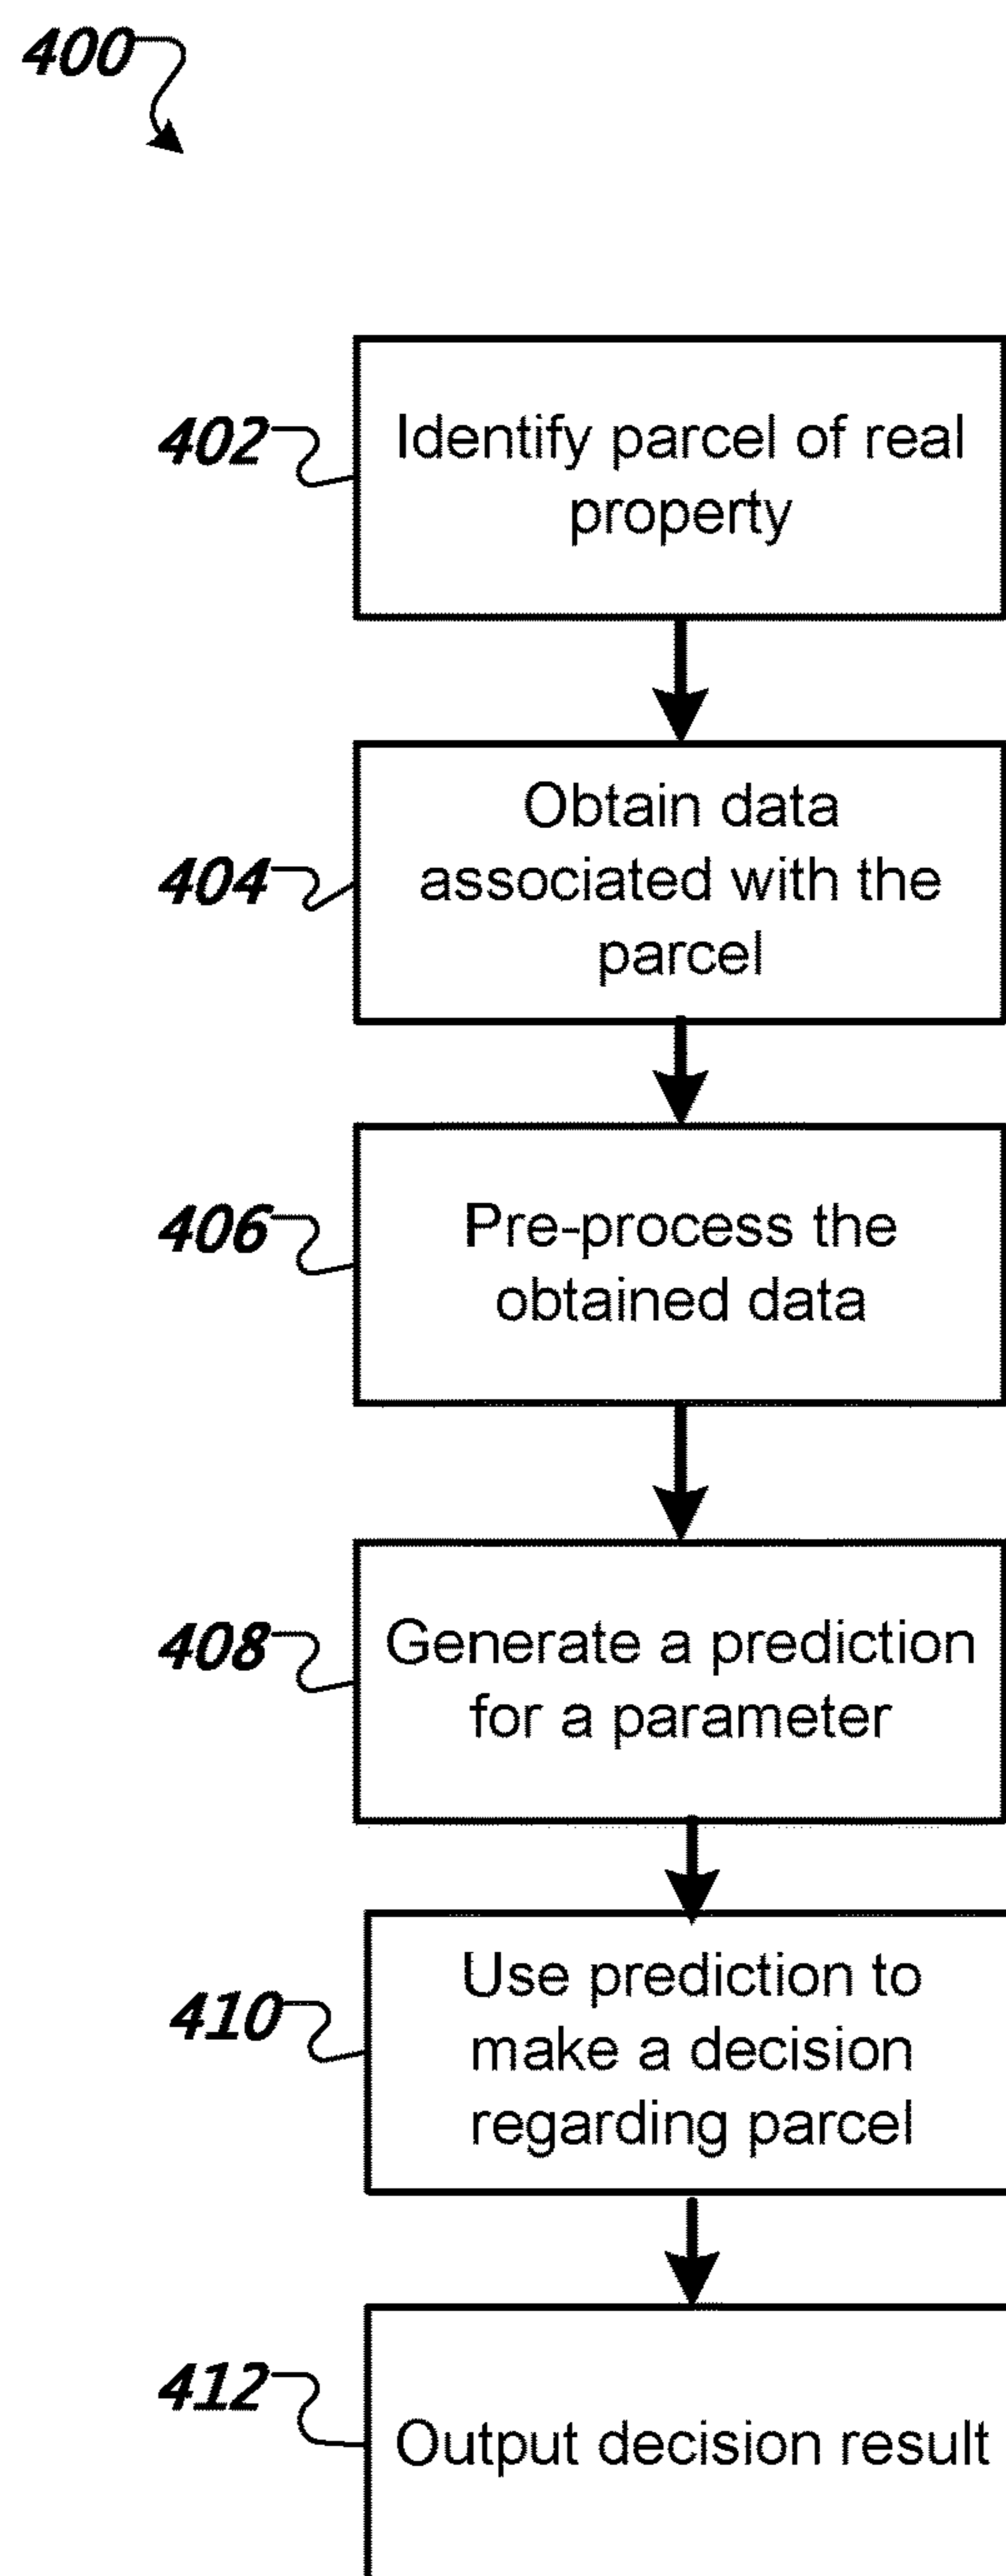 400
402
Identify parcel of real
property
404
Obtain data
associated with the
parcel
406
Pre-process the
obtained data
408
Generate a prediction
for a parameter
410
Use prediction to
make a decision
regarding parcel
412
Output decision result